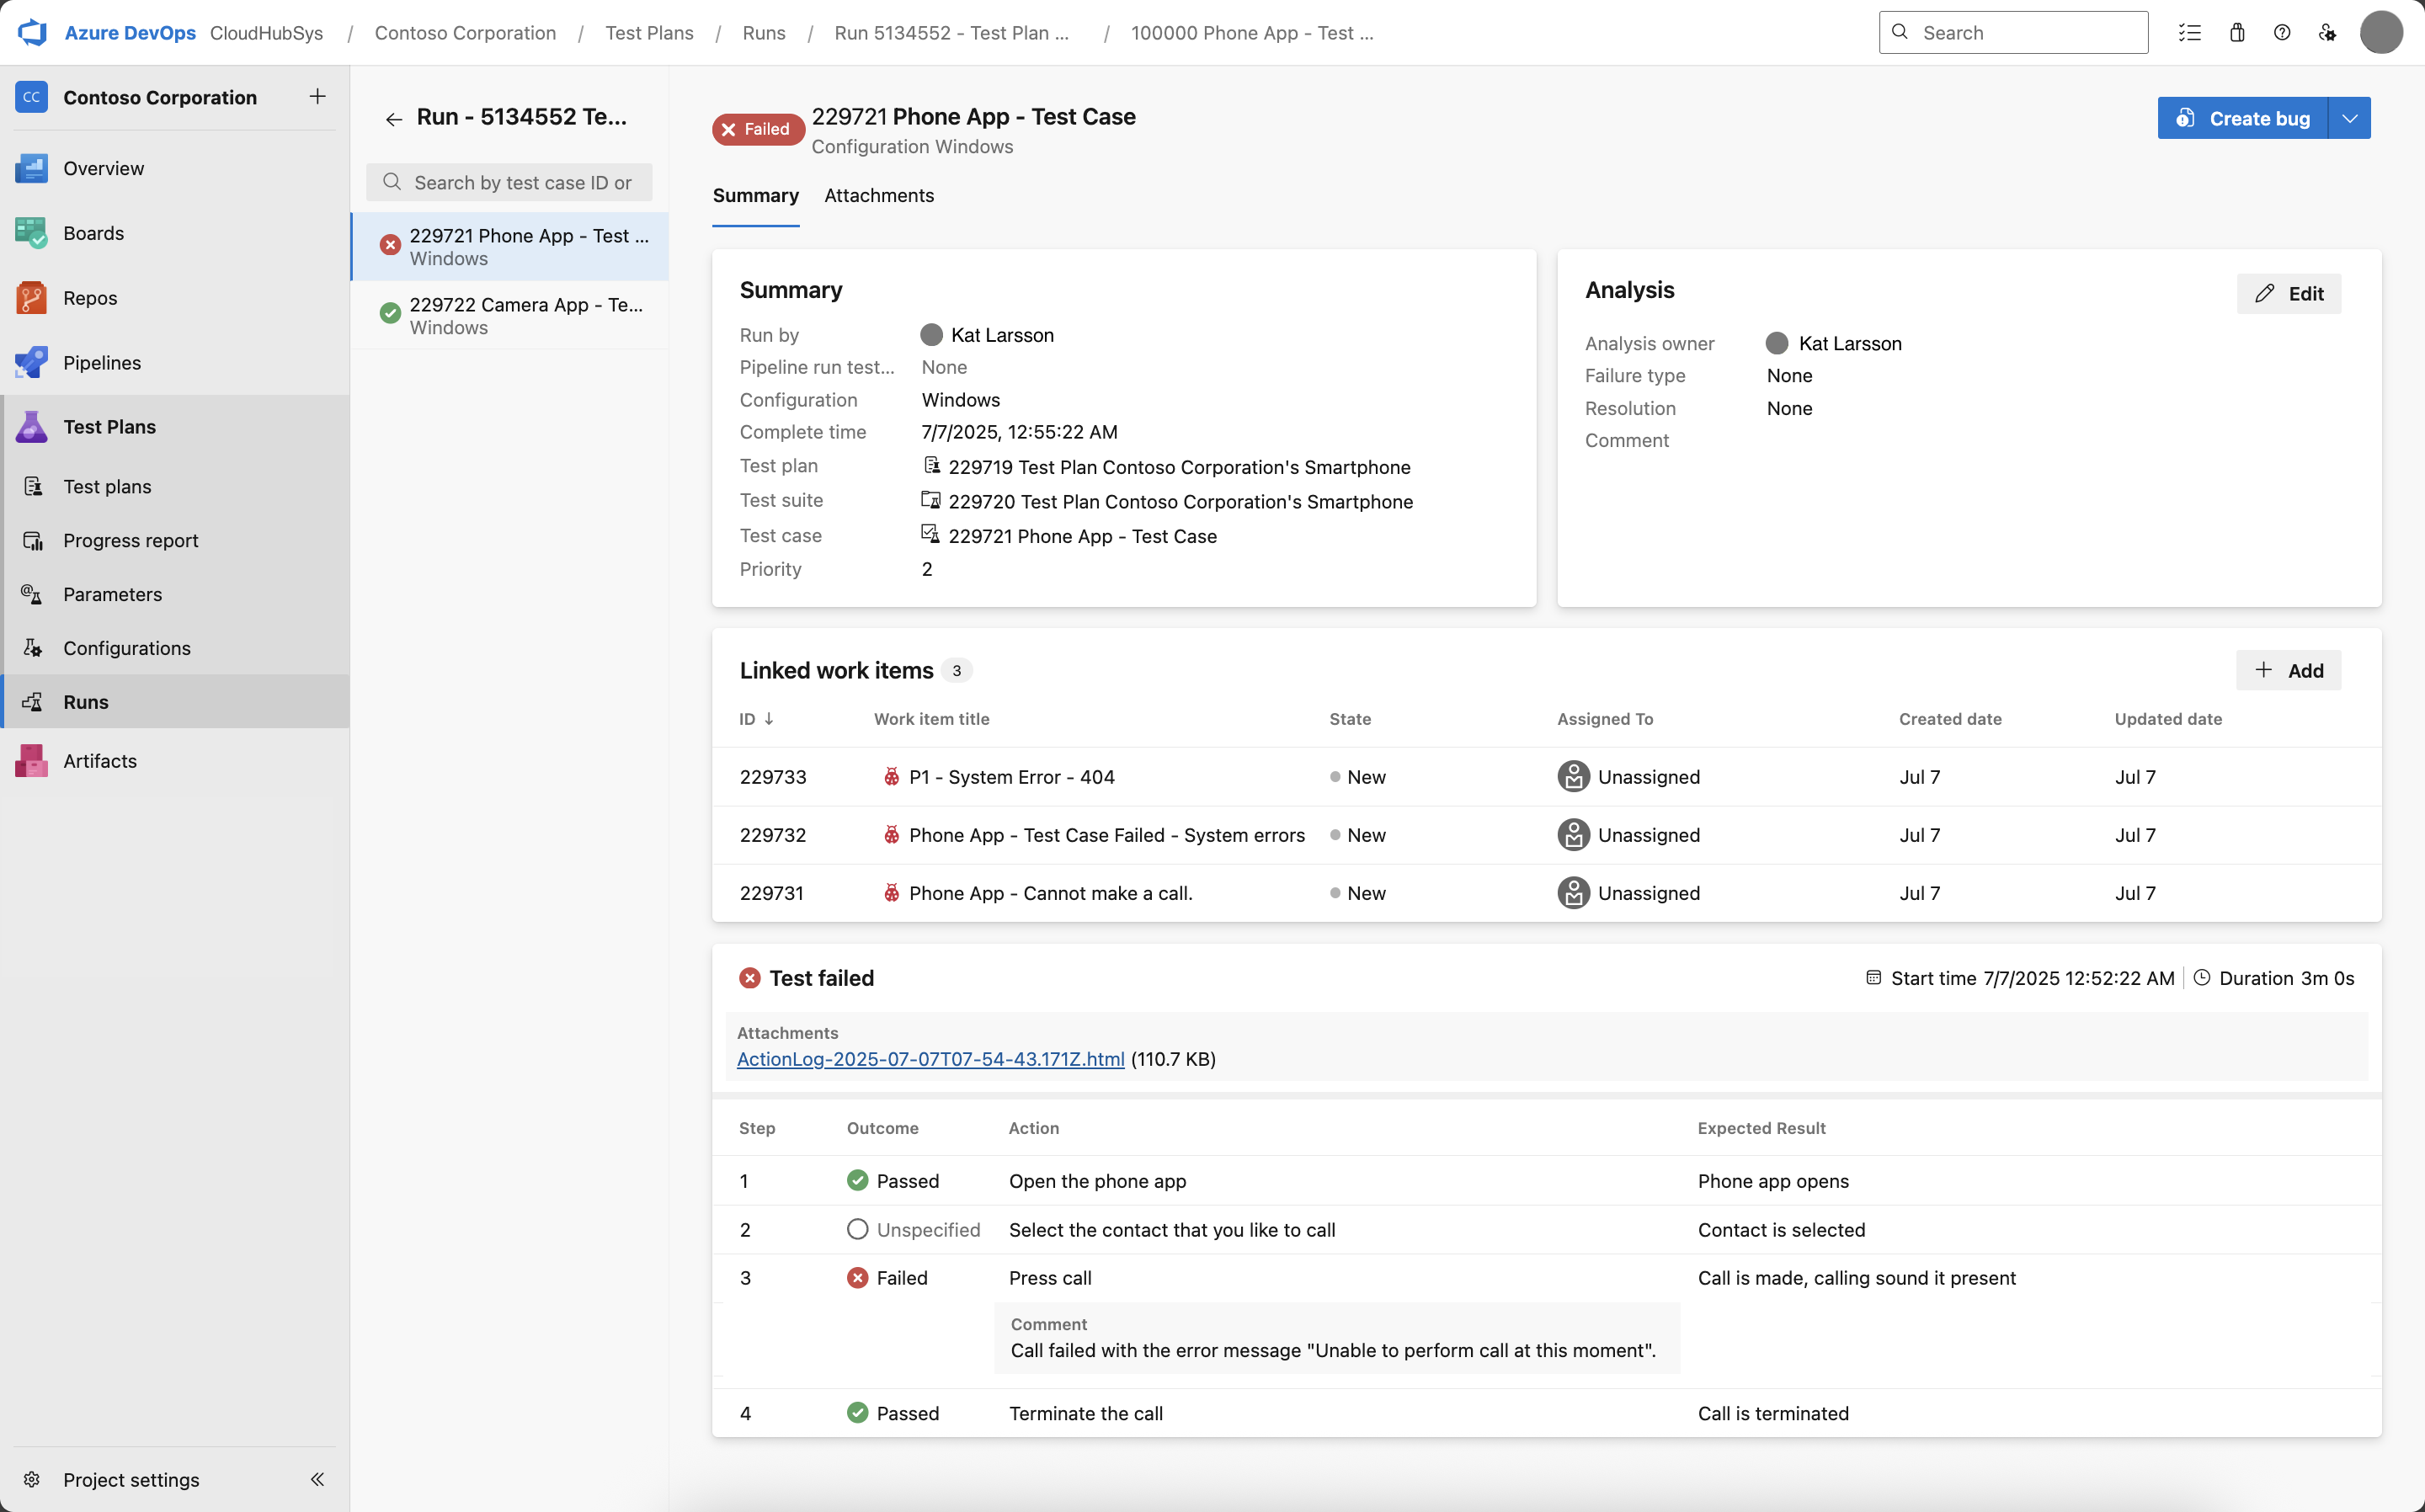 Azure DevOps CloudHubSys / Contoso Corporation / Test Plans / Runs / Run 5134552 - Test Plan ... / 100000 Phone App - Test ...
Search
CC Contoso Corporation
Overview
Boards
Repos
Pipelines
Test Plans
Test plans
Progress report
Parameters
Configurations
Runs
Artifacts
Project settings
Run - 5134552 Te...
Search by test case ID or
229721 Phone App - Test ...
Windows
229722 Camera App - Te...
Windows
Failed
229721 Phone App - Test Case
Configuration Windows
Create bug
Summary Attachments
Summary
Run by Kat Larsson
Pipeline run test... None
Configuration Windows
Complete time 7/7/2025, 12:55:22 AM
Test plan 229719 Test Plan Contoso Corporation's Smartphone
Test suite 229720 Test Plan Contoso Corporation's Smartphone
Test case 229721 Phone App - Test Case
Priority 2
Analysis
Edit
Analysis owner Kat Larsson
Failure type None
Resolution None
Comment
Linked work items 3
Add
ID Work item title State Assigned To Created date Updated date
229733 P1 - System Error - 404 New Unassigned Jul 7 Jul 7
229732 Phone App - Test Case Failed - System errors New Unassigned Jul 7 Jul 7
229731 Phone App - Cannot make a call. New Unassigned Jul 7 Jul 7
Test failed
Start time 7/7/2025 12:52:22 AM Duration 3m 0s
Attachments
ActionLog-2025-07-07T07-54-43.171Z.html (110.7 KB)
Step Outcome Action Expected Result
1 Passed Open the phone app Phone app opens
2 Unspecified Select the contact that you like to call Contact is selected
3 Failed Press call Call is made, calling sound it present
Comment
Call failed with the error message "Unable to perform call at this moment".
4 Passed Terminate the call Call is terminated